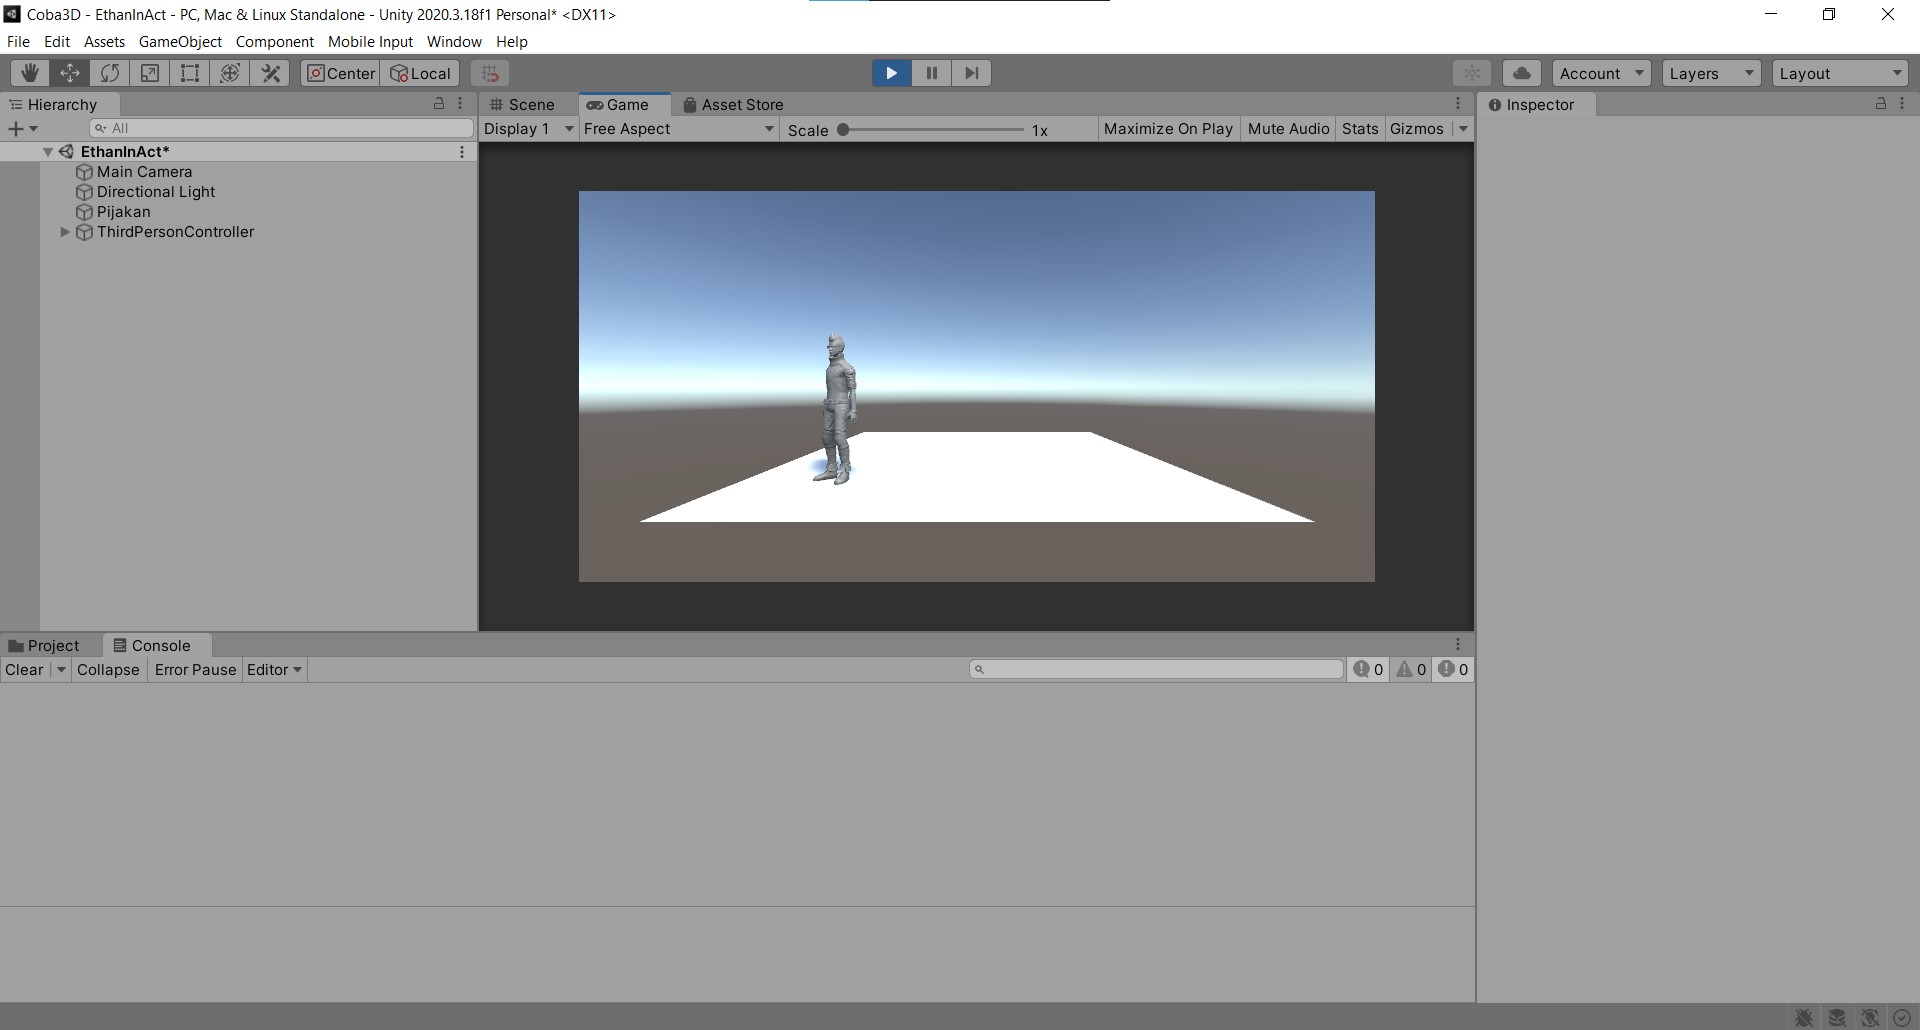 Coba3D - EthanInAct - PC, Mac & Linux Standalone - Unity 2020.3.18f1 Personal* <DX11>
File Edit Assets GameObject Component Mobile Input Window Help
Center Local Account Layers Layout
Hierarchy
All
EthanInAct*
Main Camera
Directional Light
Pijakan
ThirdPersonController
Scene Game Asset Store
Display 1 Free Aspect Scale 1x Maximize On Play Mute Audio Stats Gizmos
Inspector
Project Console
Clear Collapse Error Pause Editor 0 0 0